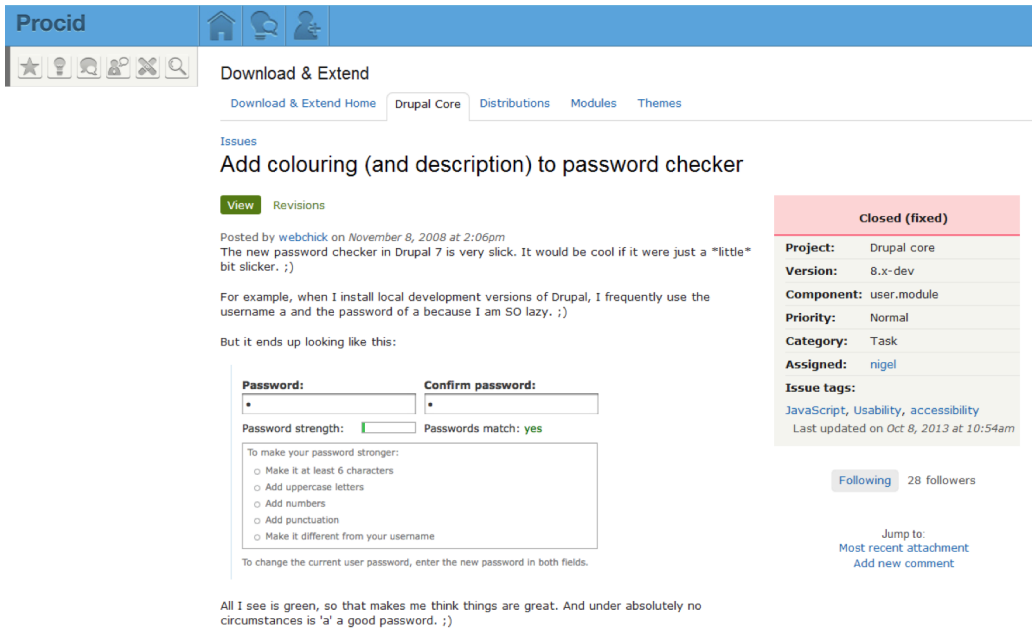 Procid
Download & Extend
Download & Extend Home Drupal Core Distributions Modules Themes
Issues
Add colouring (and description) to password checker
View Revisions
Posted by webchick on November 8, 2008 at 2:06pm
The new password checker in Drupal 7 is very slick. It would be cool if it were just a *little*
bit slicker. ;)
For example, when I install local development versions of Drupal, I frequently use the
username a and the password of a because I am SO lazy. ;)
But it ends up looking like this:
Password: Confirm password:
Password strength: Passwords match: yes
To make your password stronger:
Make it at least 6 characters
Add uppercase letters
Add numbers
Add punctuation
Make it different from your username
To change the current user password, enter the new password in both fields.
All I see is green, so that makes me think things are great. And under absolutely no
circumstances is 'a' a good password. ;)
Closed (fixed)
Project: Drupal core
Version: 8.x-dev
Component: user.module
Priority: Normal
Category: Task
Assigned: nigel
Issue tags:
JavaScript, Usability, accessibility
Last updated on Oct 8, 2013 at 10:54am
Following 28 followers
Jump to:
Most recent attachment
Add new comment